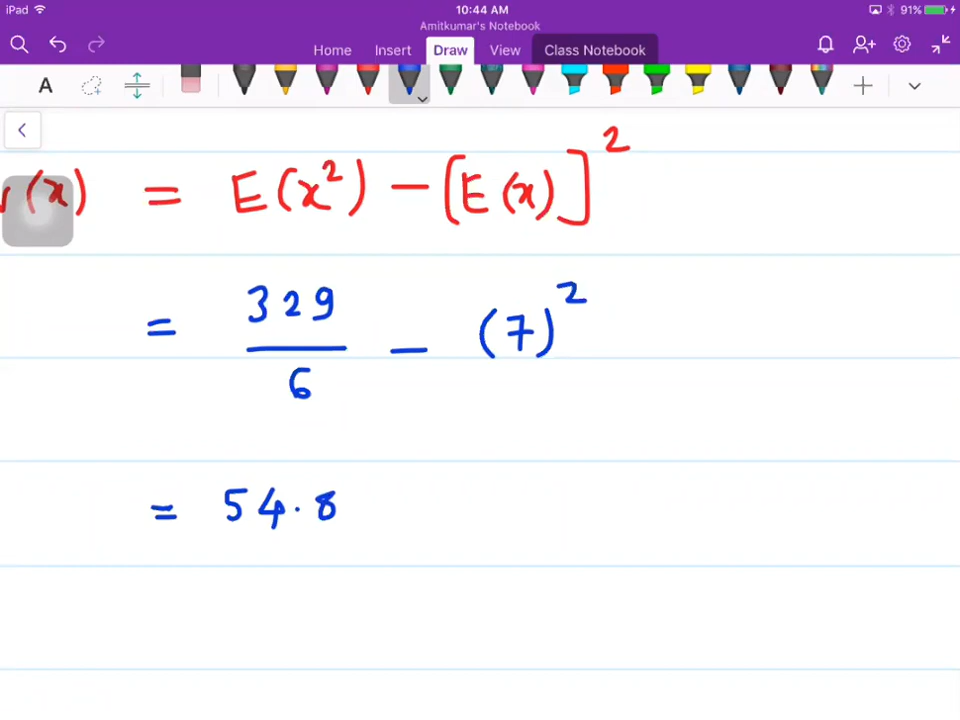 iPad 10:44 AM 91%
Amitkumar's Notebook
Home Insert Draw View Class Notebook
A
(x) = E(x²) − [E(x)]²
= 329/6 − (7)²
= 54.8